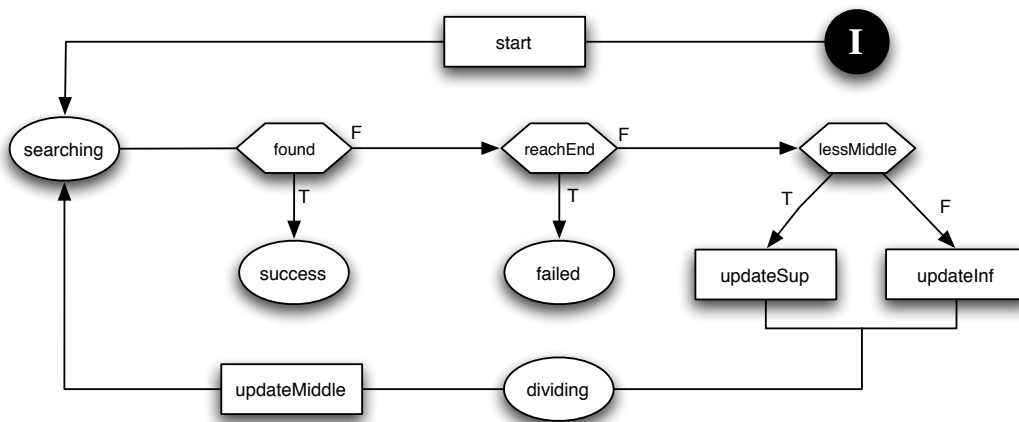 start
I
searching
found
F
reachEnd
F
lessMiddle
T
T
T
F
success
failed
updateSup
updateInf
updateMiddle
dividing